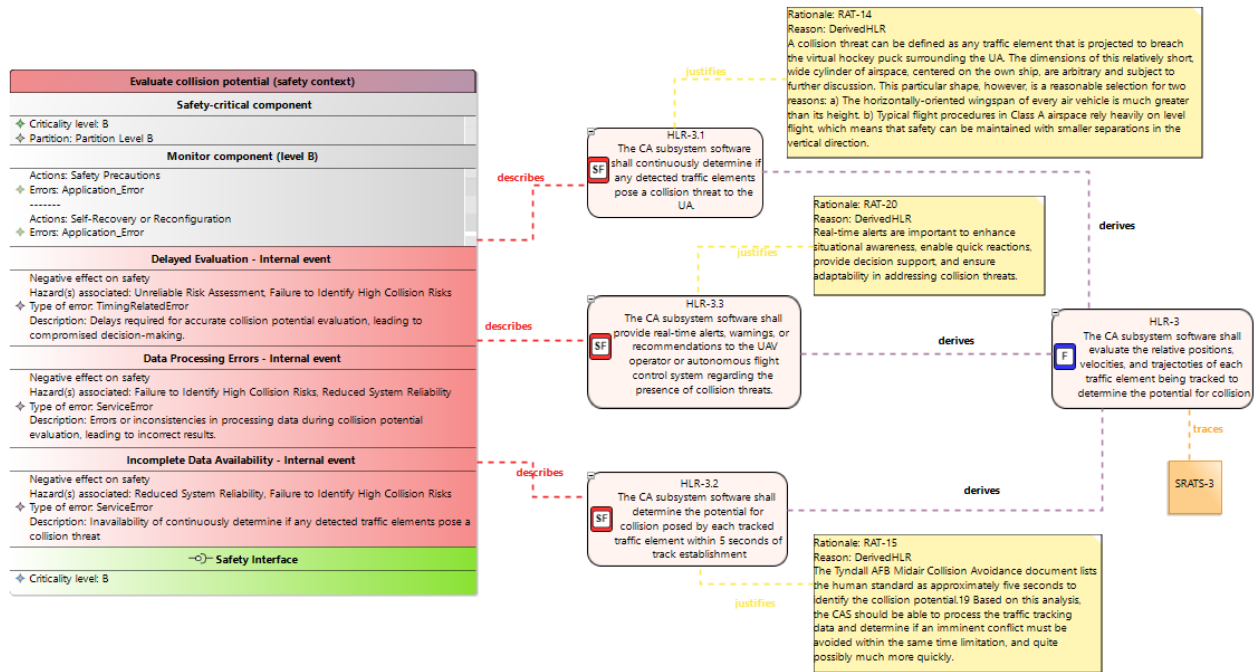 Evaluate collision potential (safety context)
Safety-critical component
Criticality level: B
Partition: Partition Level B
Monitor component (level B)
Actions: Safety Precautions
Errors: Application_Error
-------
Actions: Self-Recovery or Reconfiguration
Errors: Application_Error
Delayed Evaluation - Internal event
Negative effect on safety
Hazard(s) associated: Unreliable Risk Assessment, Failure to Identify High Collision Risks
Type of error: TimingRelatedError
Description: Delays required for accurate collision potential evaluation, leading to
compromised decision-making.
Data Processing Errors - Internal event
Negative effect on safety
Hazard(s) associated: Failure to Identify High Collision Risks, Reduced System Reliability
Type of error: ServiceError
Description: Errors or inconsistencies in processing data during collision potential
evaluation, leading to incorrect results.
Incomplete Data Availability - Internal event
Negative effect on safety
Hazard(s) associated: Reduced System Reliability, Failure to Identify High Collision Risks
Type of error: ServiceError
Description: Inavailability of continuously determine if any detected traffic elements pose a
collision threat
Safety Interface
Criticality level: B
describes
describes
describes
justifies
HLR-3.1
The CA subsystem software
shall continuously determine if
any detected traffic elements
pose a collision threat to the
UA.
SF
justifies
HLR-3.3
The CA subsystem software shall
provide real-time alerts, warnings, or
recommendations to the UAV
operator or autonomous flight
control system regarding the
presence of collision threats.
SF
HLR-3.2
The CA subsystem software shall
determine the potential for
collision posed by each tracked
traffic element within 5 seconds of
track establishment
SF
justifies
Rationale: RAT-14
Reason: DerivedHLR
A collision threat can be defined as any traffic element that is projected to breach
the virtual hockey puck surrounding the UA. The dimensions of this relatively short,
wide cylinder of airspace, centered on the own ship, are arbitrary and subject to
further discussion. This particular shape, however, is a reasonable selection for two
reasons: a) The horizontally-oriented wingspan of every air vehicle is much greater
than its height. b) Typical flight procedures in Class A airspace rely heavily on level
flight, which means that safety can be maintained with smaller separations in the
vertical direction.
Rationale: RAT-20
Reason: DerivedHLR
Real-time alerts are important to enhance
situational awareness, enable quick reactions,
provide decision support, and ensure
adaptability in addressing collision threats.
derives
derives
derives
HLR-3
The CA subsystem software shall
evaluate the relative positions,
velocities, and trajectoties of each
traffic element being tracked to
determine the potential for collision
F
traces
SRATS-3
Rationale: RAT-15
Reason: DerivedHLR
The Tyndall AFB Midair Collision Avoidance document lists
the human standard as approximately five seconds to
identify the collision potential.19 Based on this analysis,
the CAS should be able to process the traffic tracking
data and determine if an imminent conflict must be
avoided within the same time limitation, and quite
possibly much more quickly.